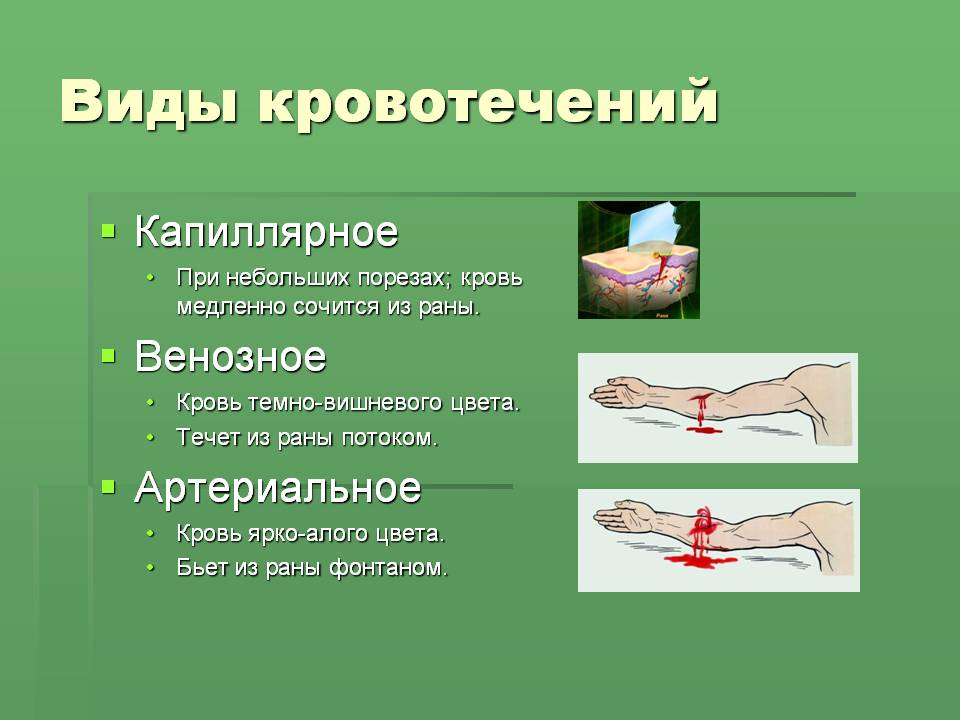 Виды кровотечений
Капиллярное
При небольших порезах; кровь
медленно сочится из раны.
Венозное
Кровь темно-вишневого цвета.
Течет из раны потоком.
Артериальное
Кровь ярко-алого цвета.
Бьет из раны фонтаном.